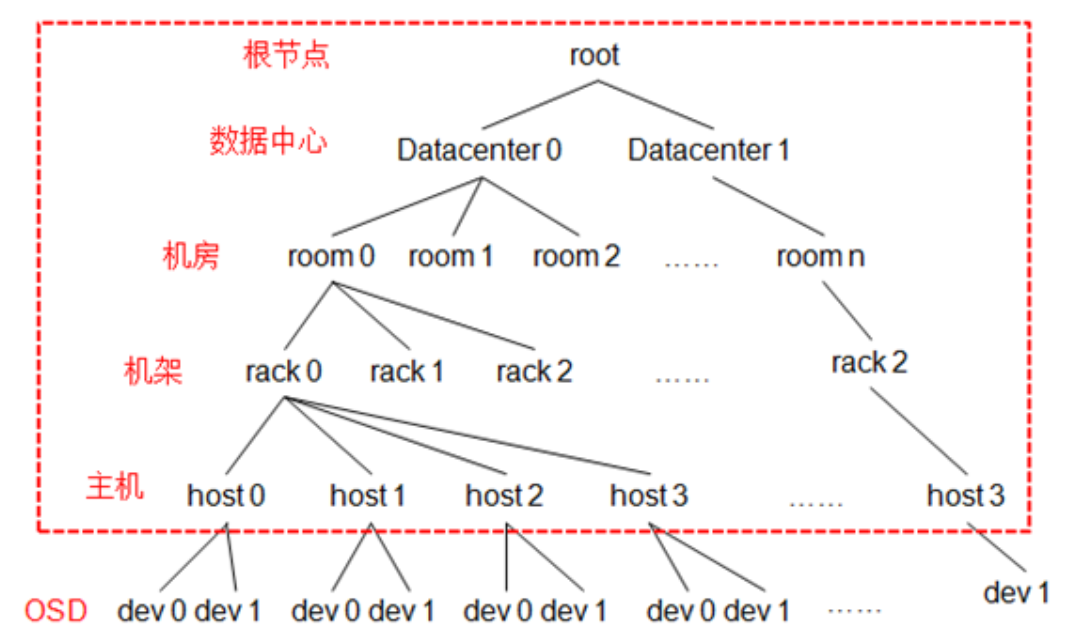 根节点 root
数据中心 Datacenter 0 Datacenter 1
机房 room 0 room 1 room 2 …… room n
机架 rack 0 rack 1 rack 2 …… rack 2
主机 host 0 host 1 host 2 host 3 …… host 3
OSD dev 0 dev 1 dev 0 dev 1 dev 0 dev 1 dev 0 dev 1 …… dev 1